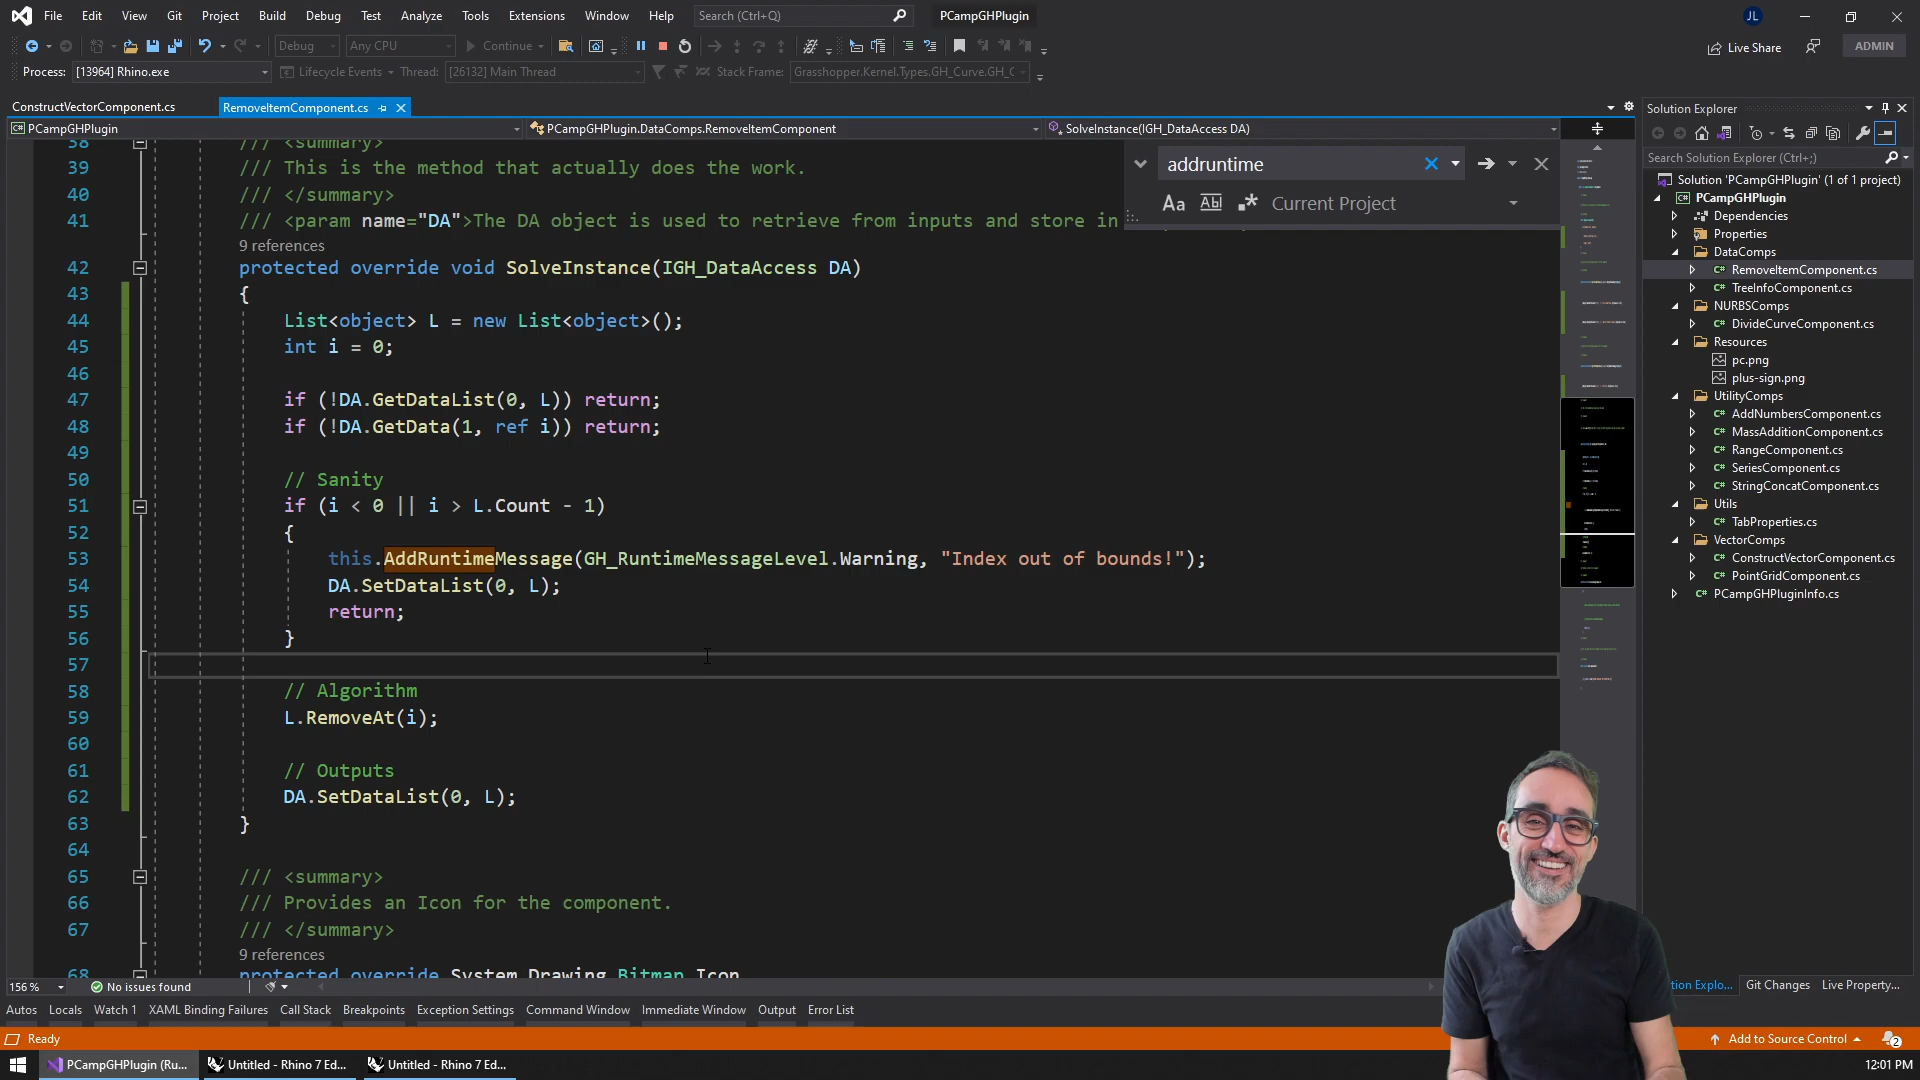 File Edit View Git Project Build Debug Test Analyze Tools Extensions Window Help Search (Ctrl+Q) PCampGHPlugin JL
Debug Any CPU Continue Live Share ADMIN
Process: [13964] Rhino.exe Lifecycle Events Thread: [26132] Main Thread Stack Frame: Grasshopper.Kernel.Types.GH_Curve.GH_C
ConstructVectorComponent.cs RemoveItemComponent.cs
PCampGHPlugin PCampGHPlugin.DataComps.RemoveItemComponent SolveInstance(IGH_DataAccess DA)
38 /// <summary>
39 /// This is the method that actually does the work.
40 /// </summary>
41 /// <param name="DA">The DA object is used to retrieve from inputs and store in
9 references
42 protected override void SolveInstance(IGH_DataAccess DA)
43 {
44 List<object> L = new List<object>();
45 int i = 0;
46
47 if (!DA.GetDataList(0, L)) return;
48 if (!DA.GetData(1, ref i)) return;
49
50 // Sanity
51 if (i < 0 || i > L.Count - 1)
52 {
53 this.AddRuntimeMessage(GH_RuntimeMessageLevel.Warning, "Index out of bounds!");
54 DA.SetDataList(0, L);
55 return;
56 }
57
58 // Algorithm
59 L.RemoveAt(i);
60
61 // Outputs
62 DA.SetDataList(0, L);
63 }
64
65 /// <summary>
66 /// Provides an Icon for the component.
67 /// </summary>
9 references
68 protected override System.Drawing.Bitmap Icon
addruntime
Aa Abl Current Project
Solution Explorer
Search Solution Explorer (Ctrl+;)
Solution 'PCampGHPlugin' (1 of 1 project)
PCampGHPlugin
Dependencies
Properties
DataComps
C# RemoveItemComponent.cs
C# TreeInfoComponent.cs
NURBSComps
C# DivideCurveComponent.cs
Resources
pc.png
plus-sign.png
UtilityComps
C# AddNumbersComponent.cs
C# MassAdditionComponent.cs
C# RangeComponent.cs
C# SeriesComponent.cs
C# StringConcatComponent.cs
Utils
C# TabProperties.cs
VectorComps
C# ConstructVectorComponent.cs
C# PointGridComponent.cs
C# PCampGHPluginInfo.cs
156 % No issues found
tion Explo... Git Changes Live Property...
Autos Locals Watch 1 XAML Binding Failures Call Stack Breakpoints Exception Settings Command Window Immediate Window Output Error List
Ready Add to Source Control 2
PCampGHPlugin (Ru... Untitled - Rhino 7 Ed... Untitled - Rhino 7 Ed... 12:01 PM